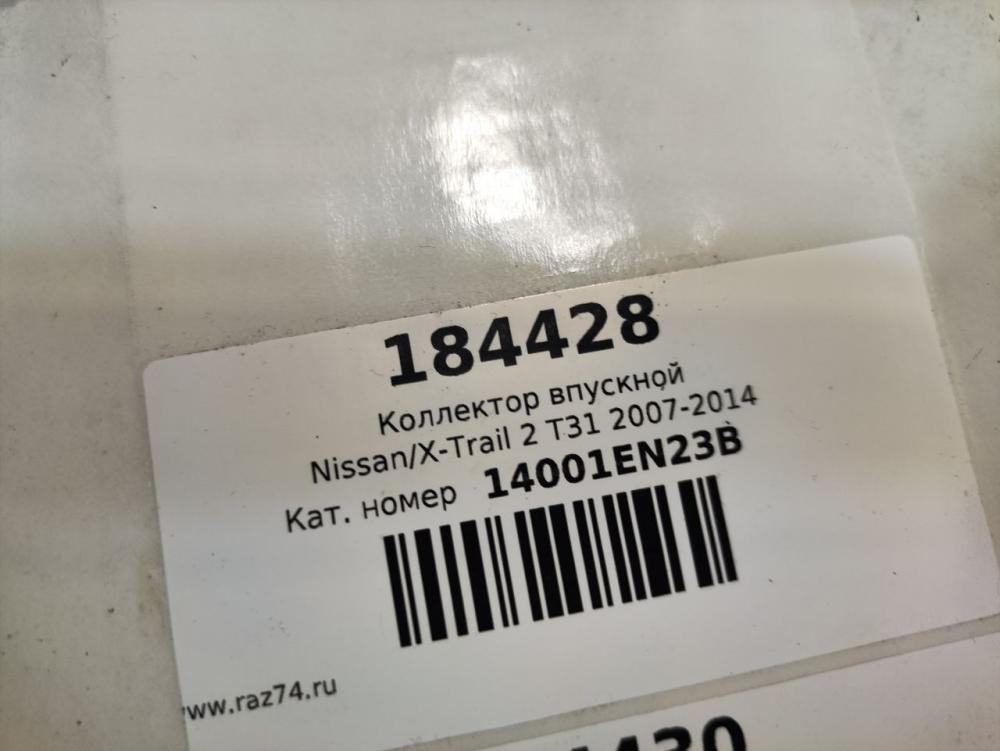 184428
Коллектор впускной
Nissan/X-Trail 2 T31 2007-2014
Кат. номер 14001EN23B
www.raz74.ru